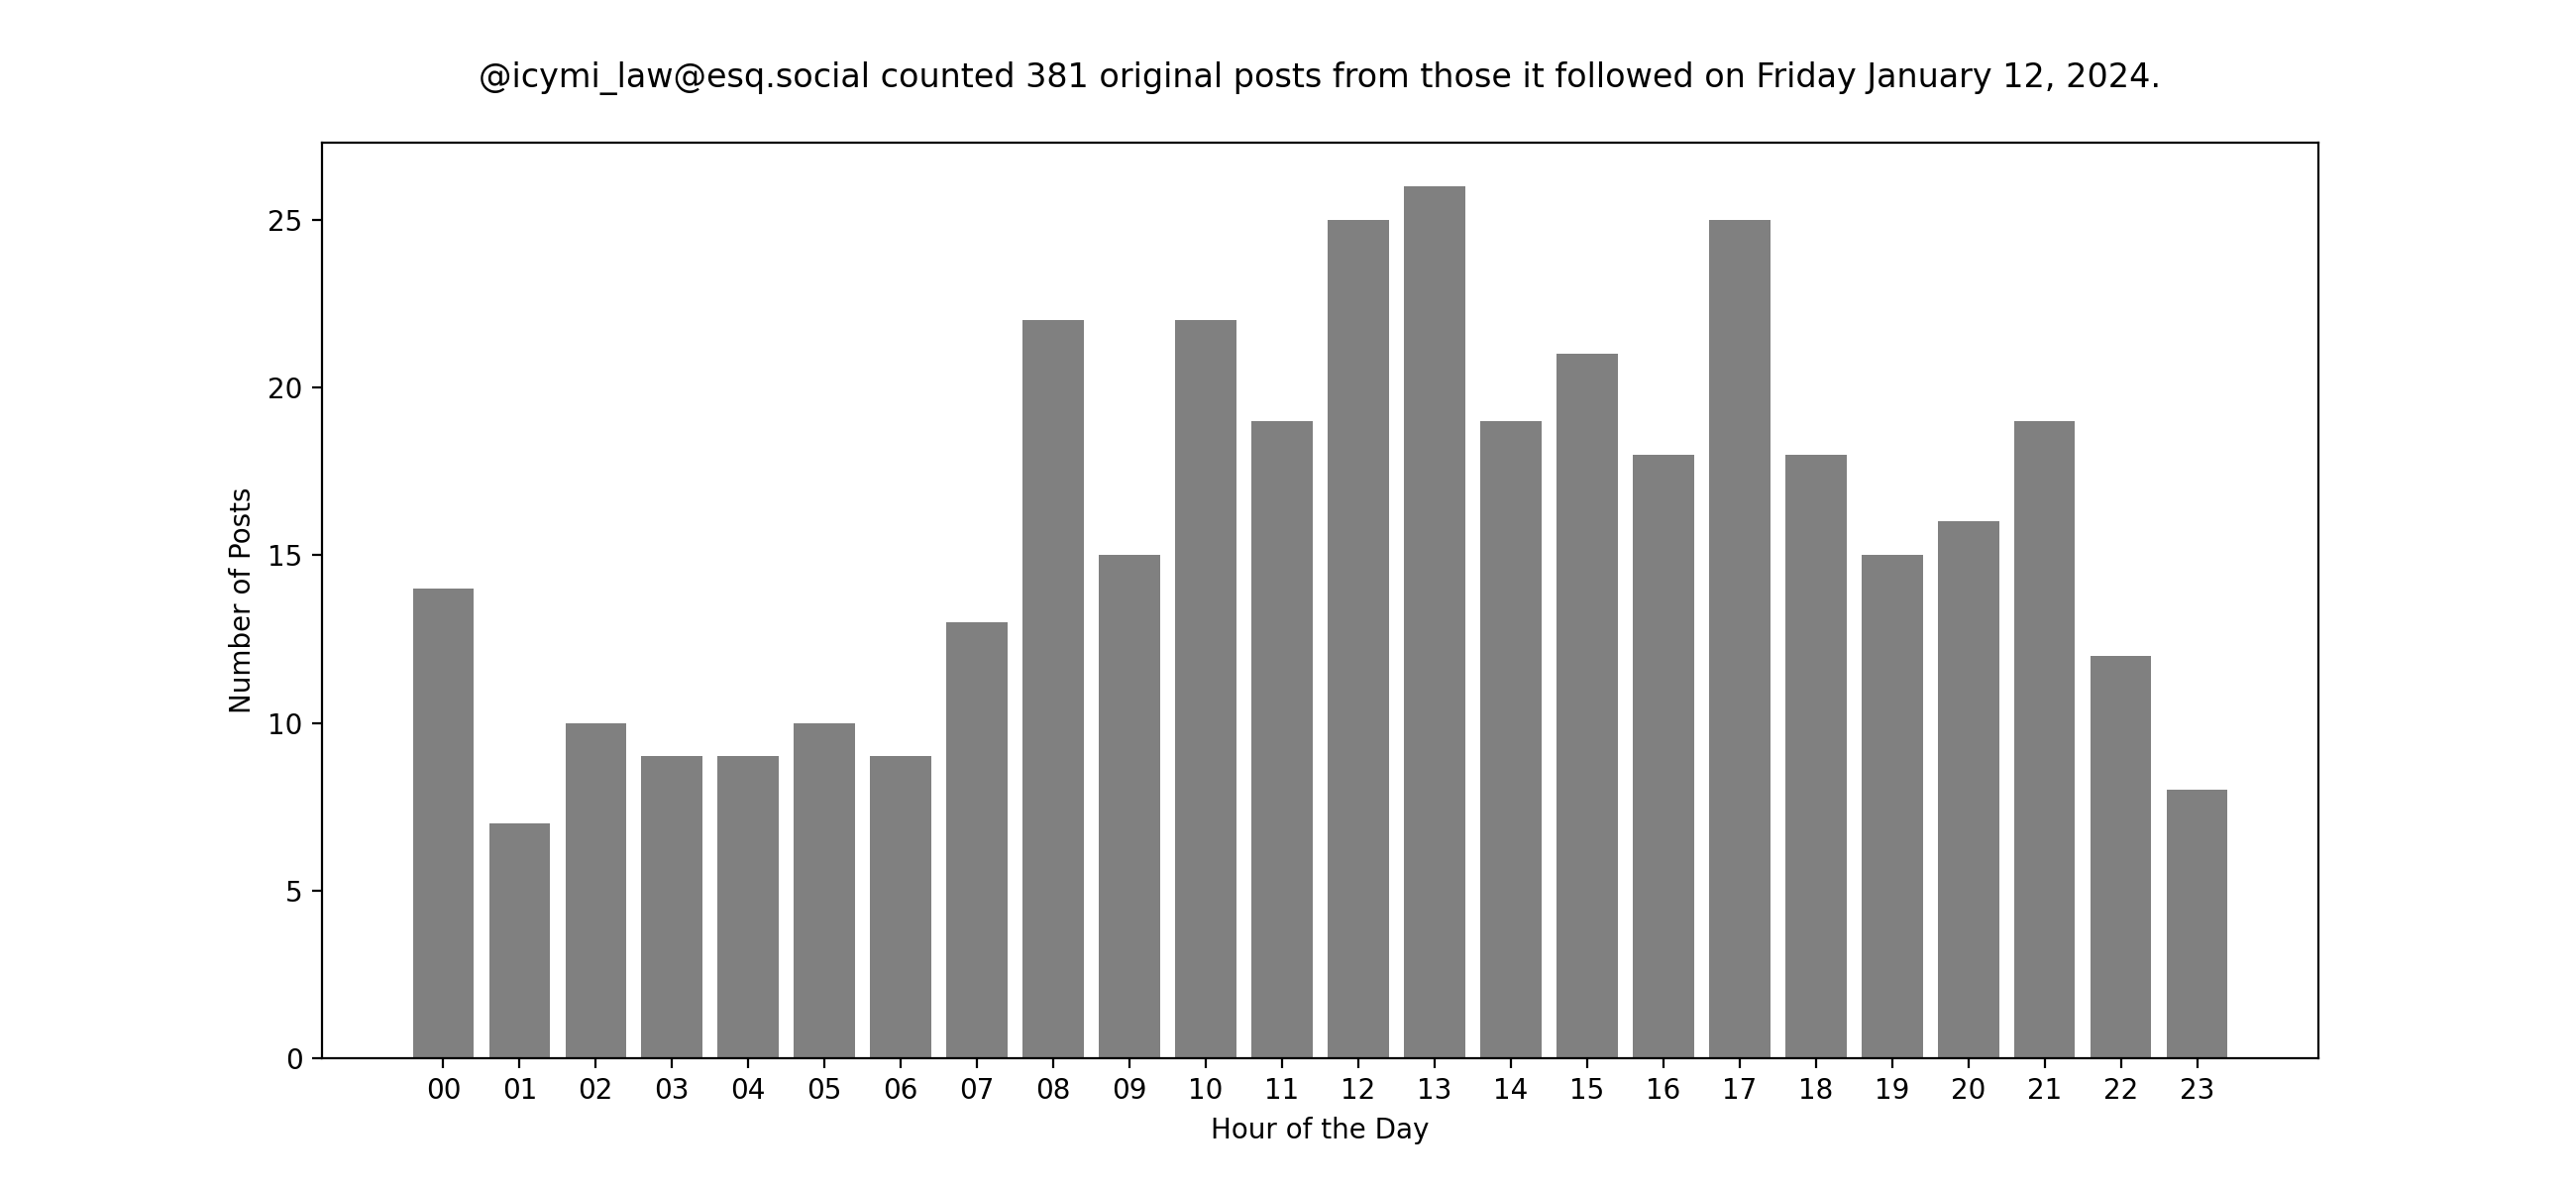 @icymi_law@esq.social counted 381 original posts from those it followed on Friday January 12, 2024.
25
20
15
10
5
0
Number of Posts
00 01 02 03 04 05 06 07 08 09 10 11 12 13 14 15 16 17 18 19 20 21 22 23
Hour of the Day